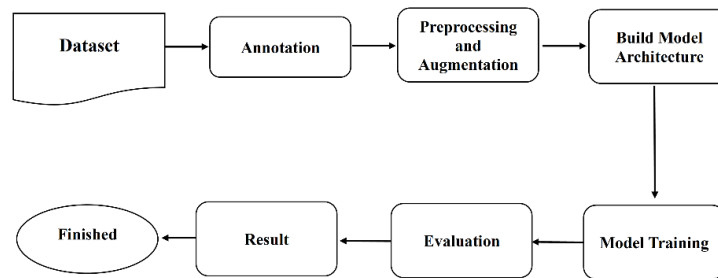 Dataset
Annotation
Preprocessing
and
Augmentation
Build Model
Architecture
Finished
Result
Evaluation
Model Training